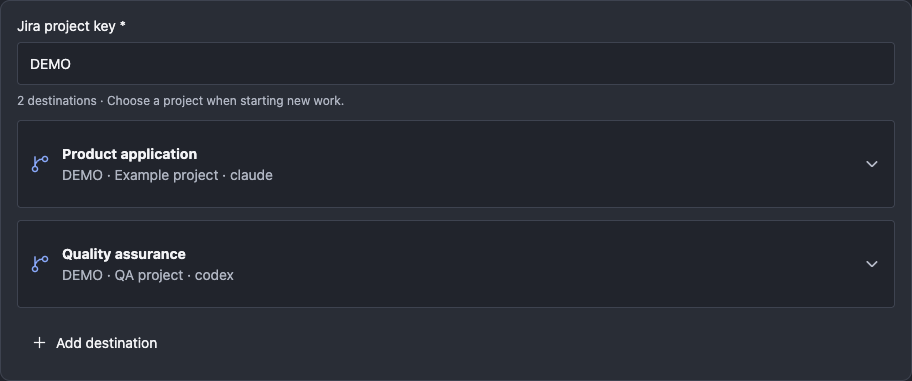 Jira project key *
DEMO
2 destinations · Choose a project when starting new work.
Product application
DEMO · Example project · claude
Quality assurance
DEMO · QA project · codex
+ Add destination